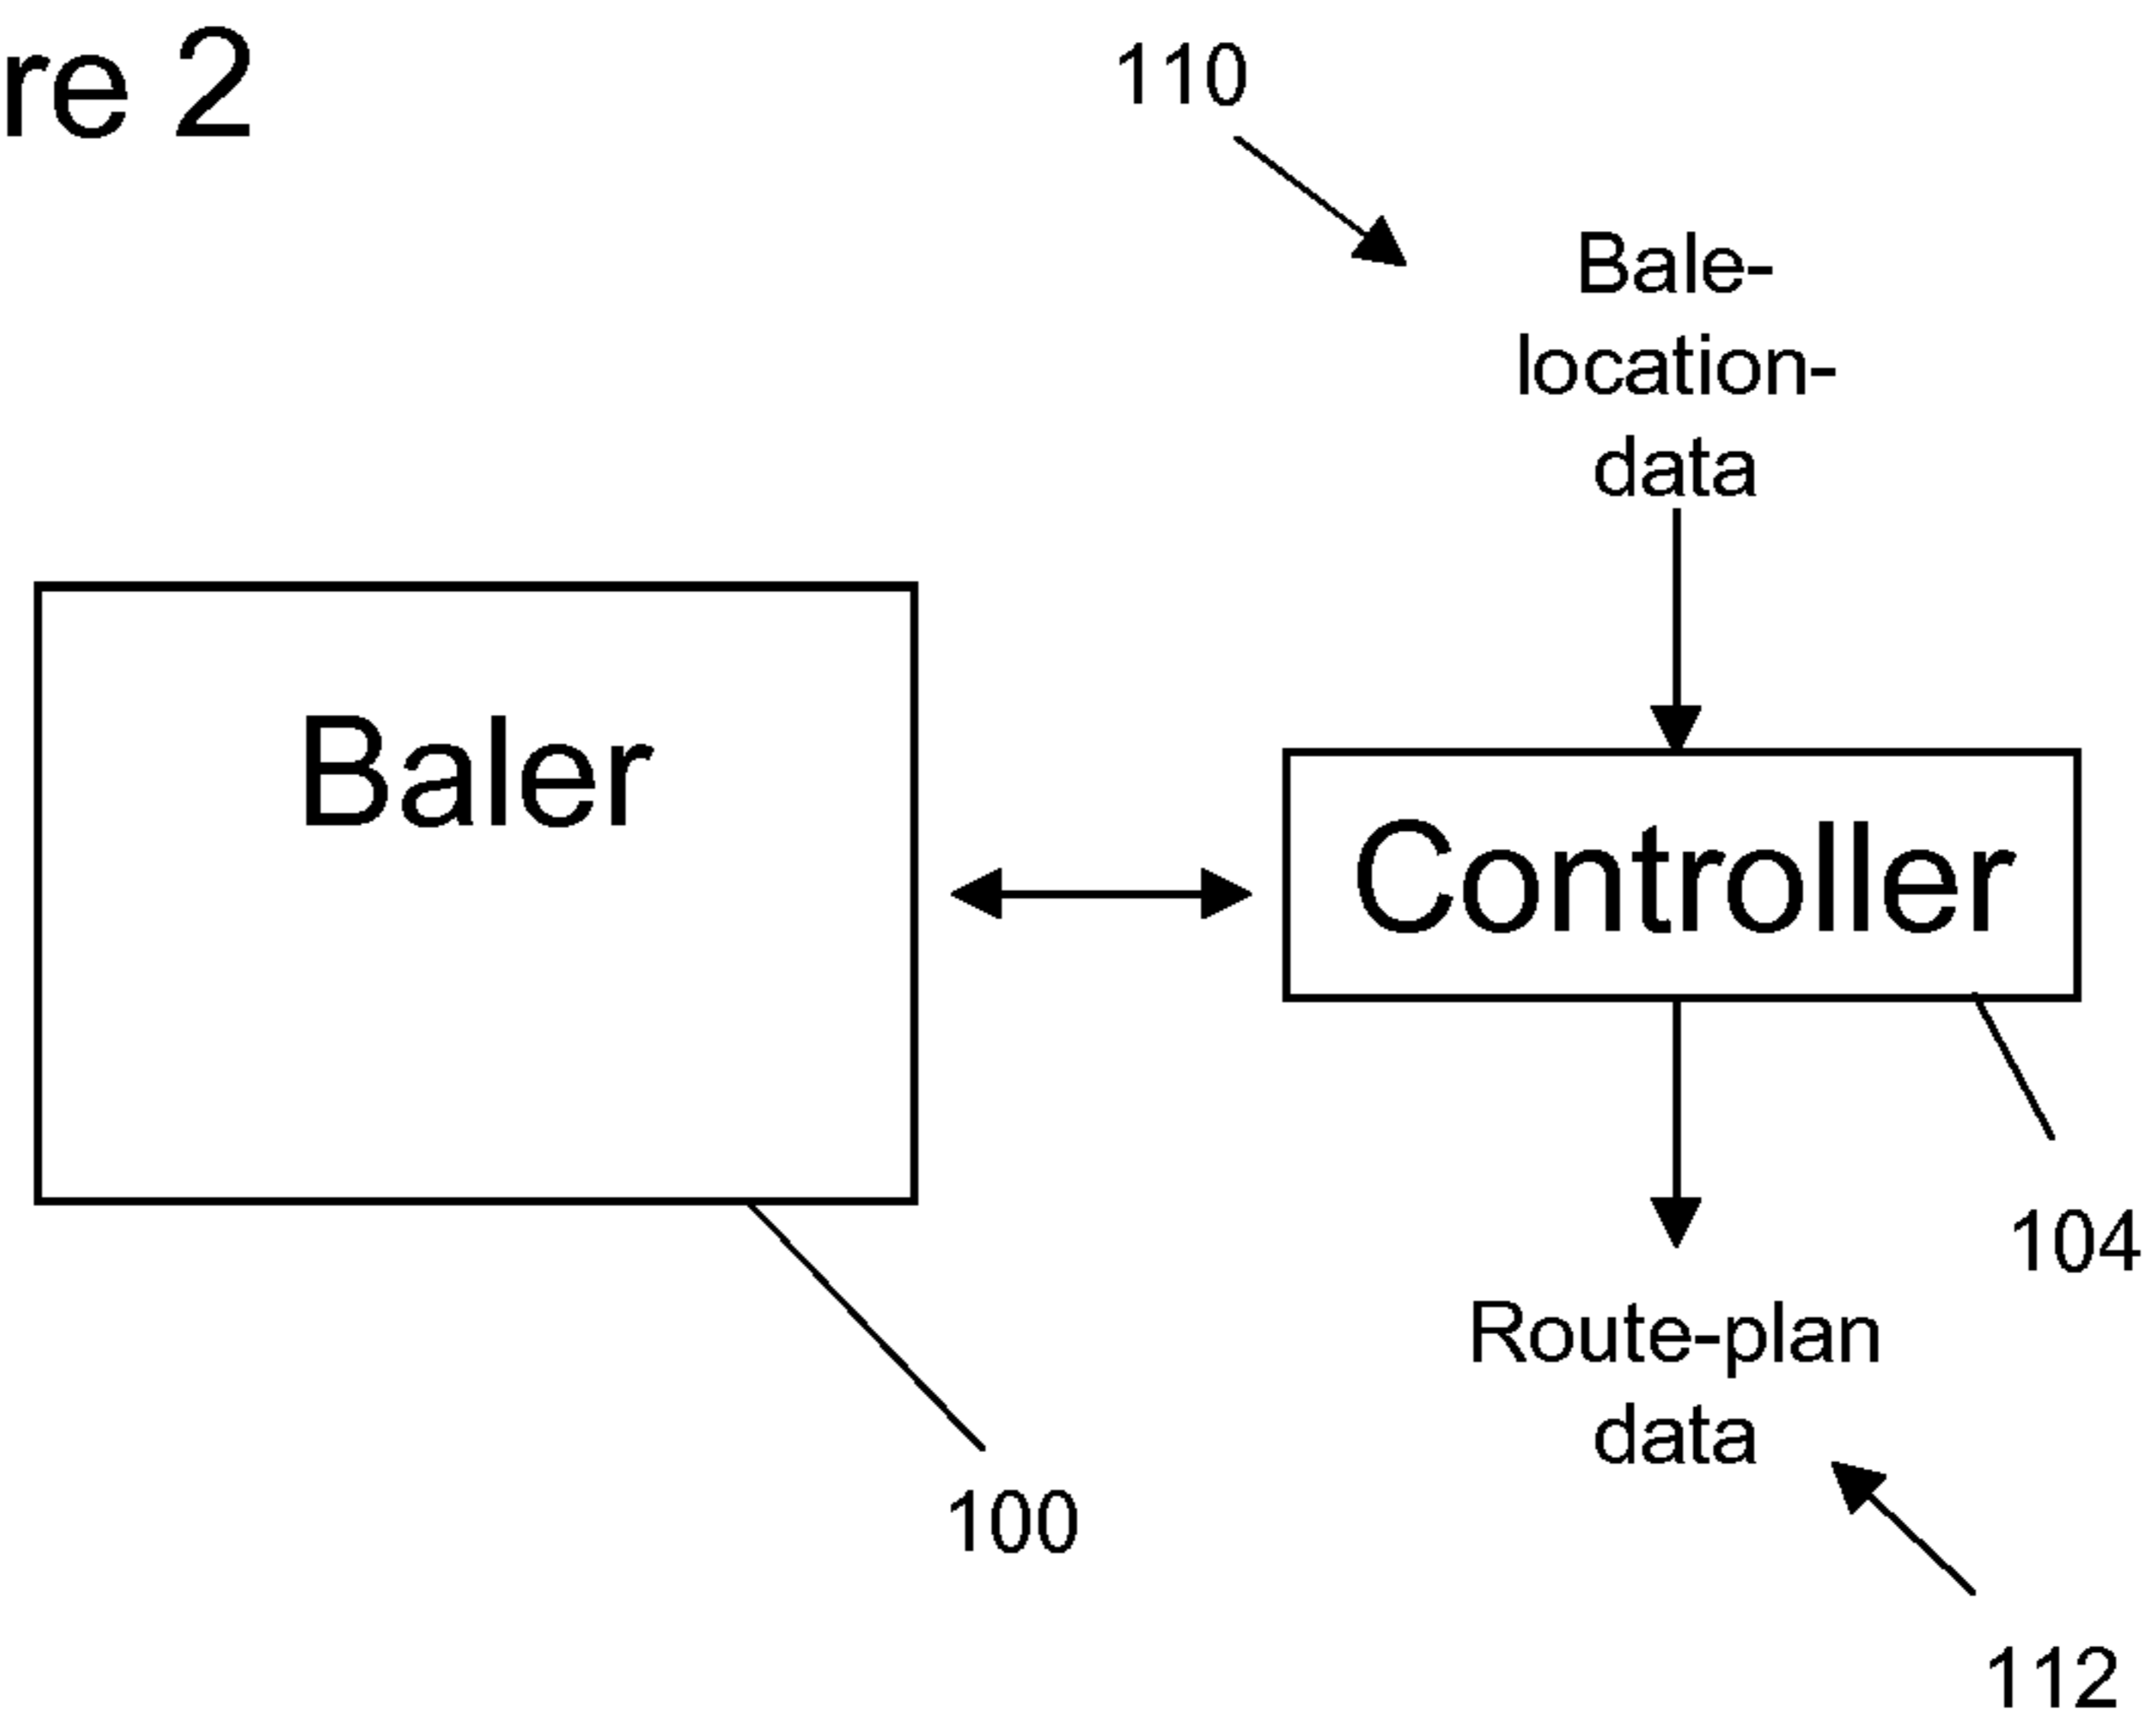 re 2
110
Bale-
location-
data
Baler
Controller
104
Route-plan
data
100
112